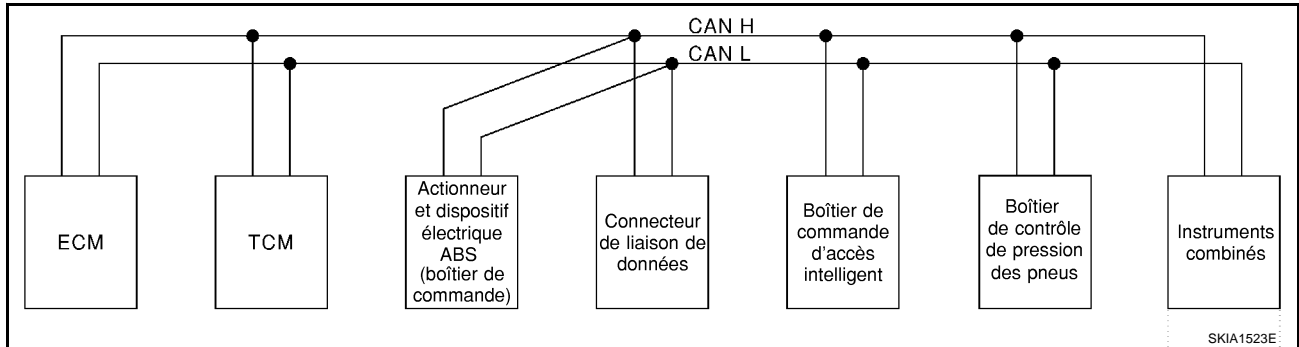 CAN H
CAN L
ECM
TCM
Actionneur
et dispositif
électrique
ABS
(boîtier de
commande)
Connecteur
de liaison de
données
Boîtier de
commande
d'accès
intelligent
Boîtier
de contrôle
de pression
des pneus
Instruments
combinés
SKIA1523E